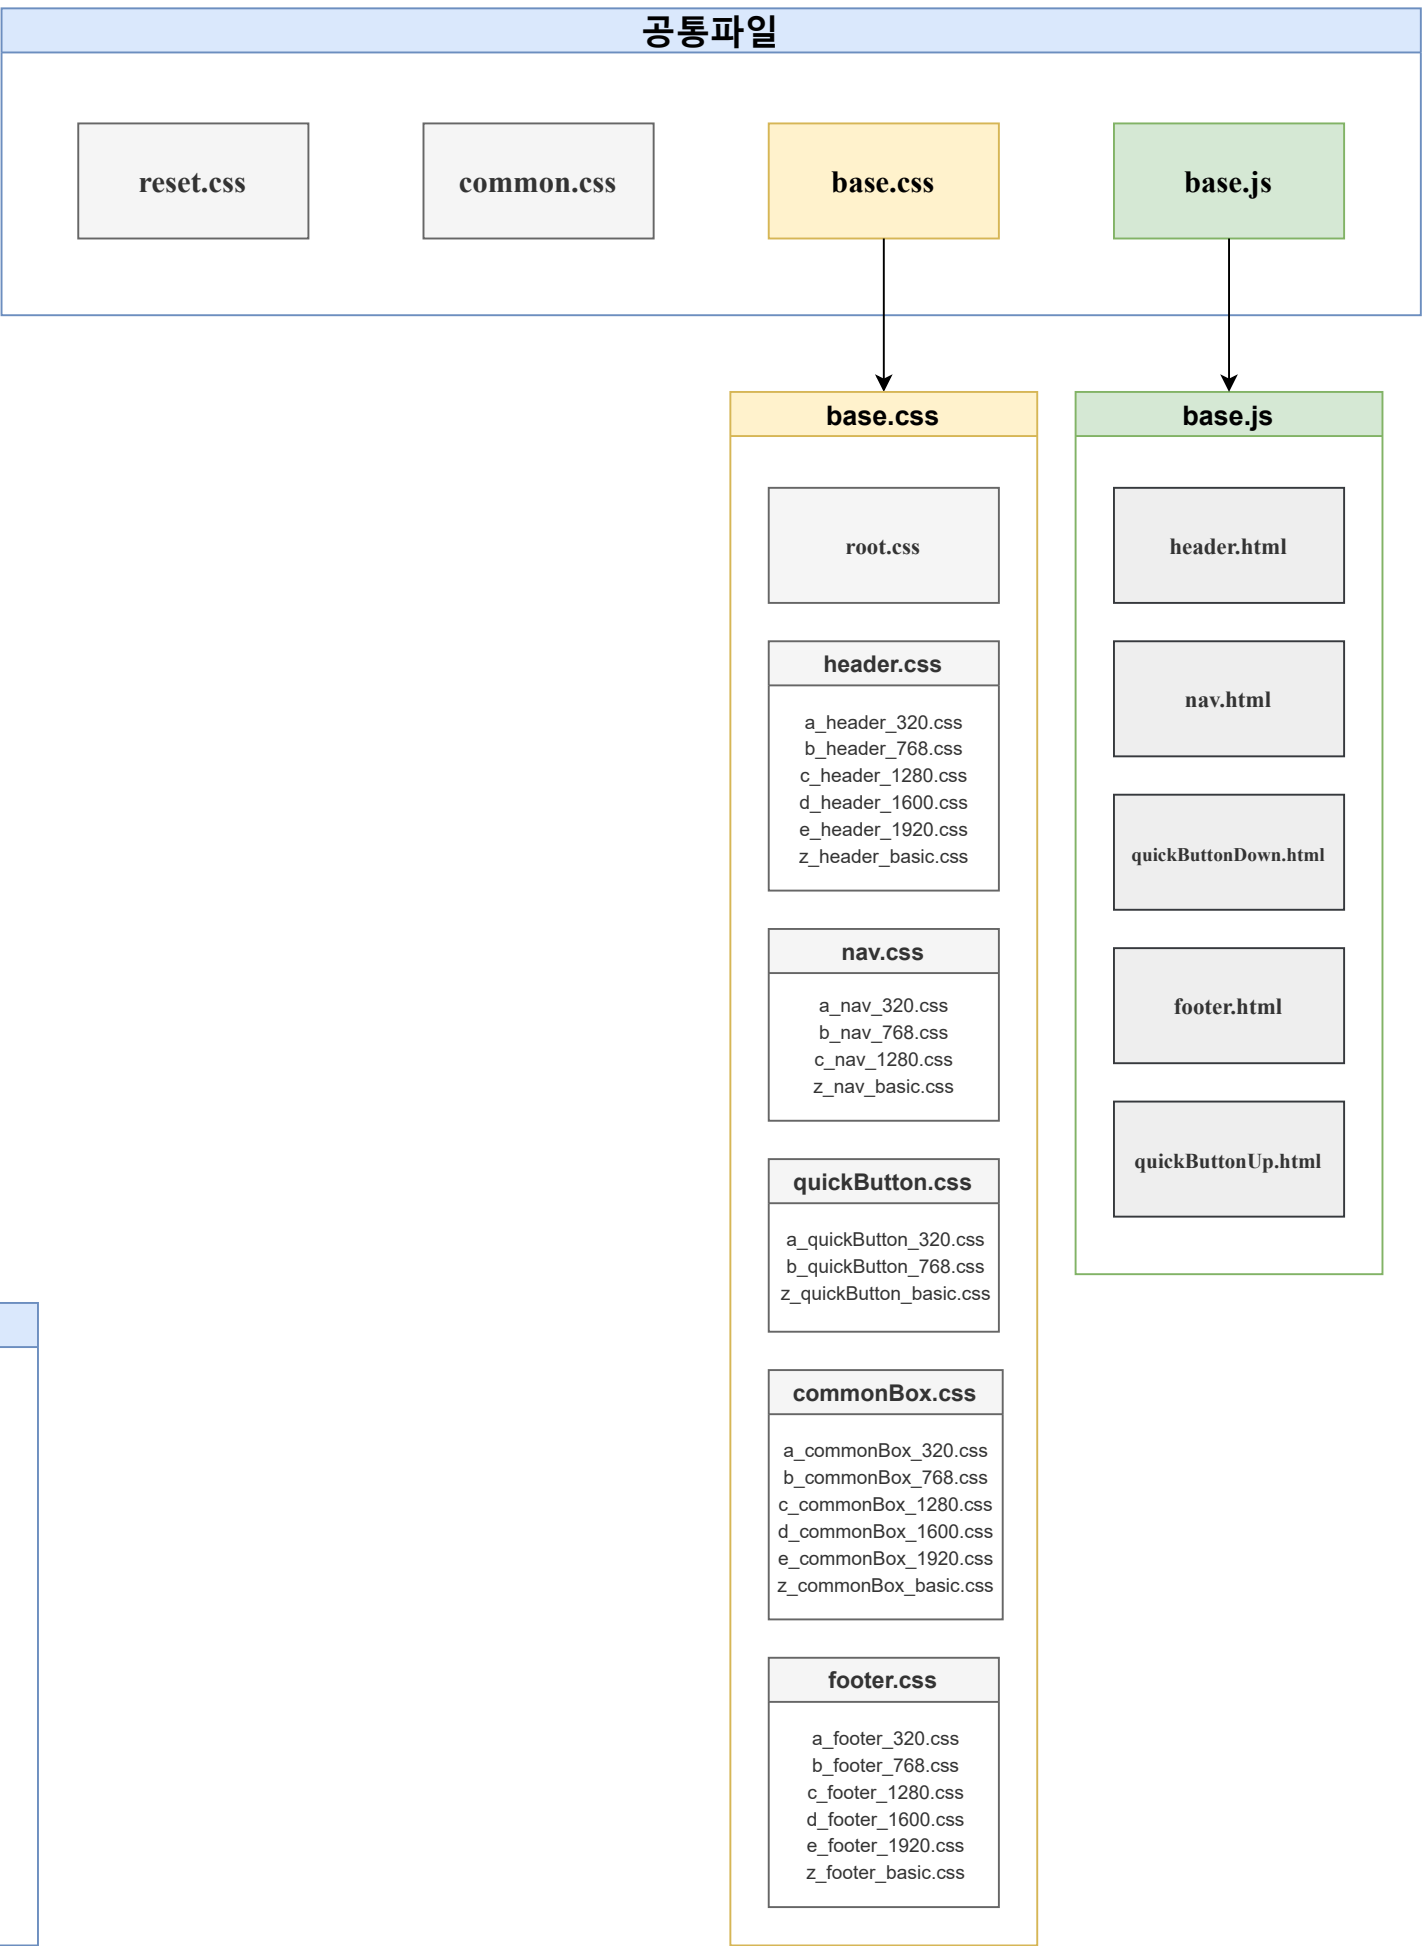 공통파일
reset.css
common.css
base.css
base.js
base.css
root.css
header.css
a_header_320.css
b_header_768.css
c_header_1280.css
d_header_1600.css
e_header_1920.css
z_header_basic.css
nav.css
a_nav_320.css
b_nav_768.css
c_nav_1280.css
z_nav_basic.css
quickButton.css
a_quickButton_320.css
b_quickButton_768.css
z_quickButton_basic.css
commonBox.css
a_commonBox_320.css
b_commonBox_768.css
c_commonBox_1280.css
d_commonBox_1600.css
e_commonBox_1920.css
z_commonBox_basic.css
footer.css
a_footer_320.css
b_footer_768.css
c_footer_1280.css
d_footer_1600.css
e_footer_1920.css
z_footer_basic.css
base.js
header.html
nav.html
quickButtonDown.html
footer.html
quickButtonUp.html